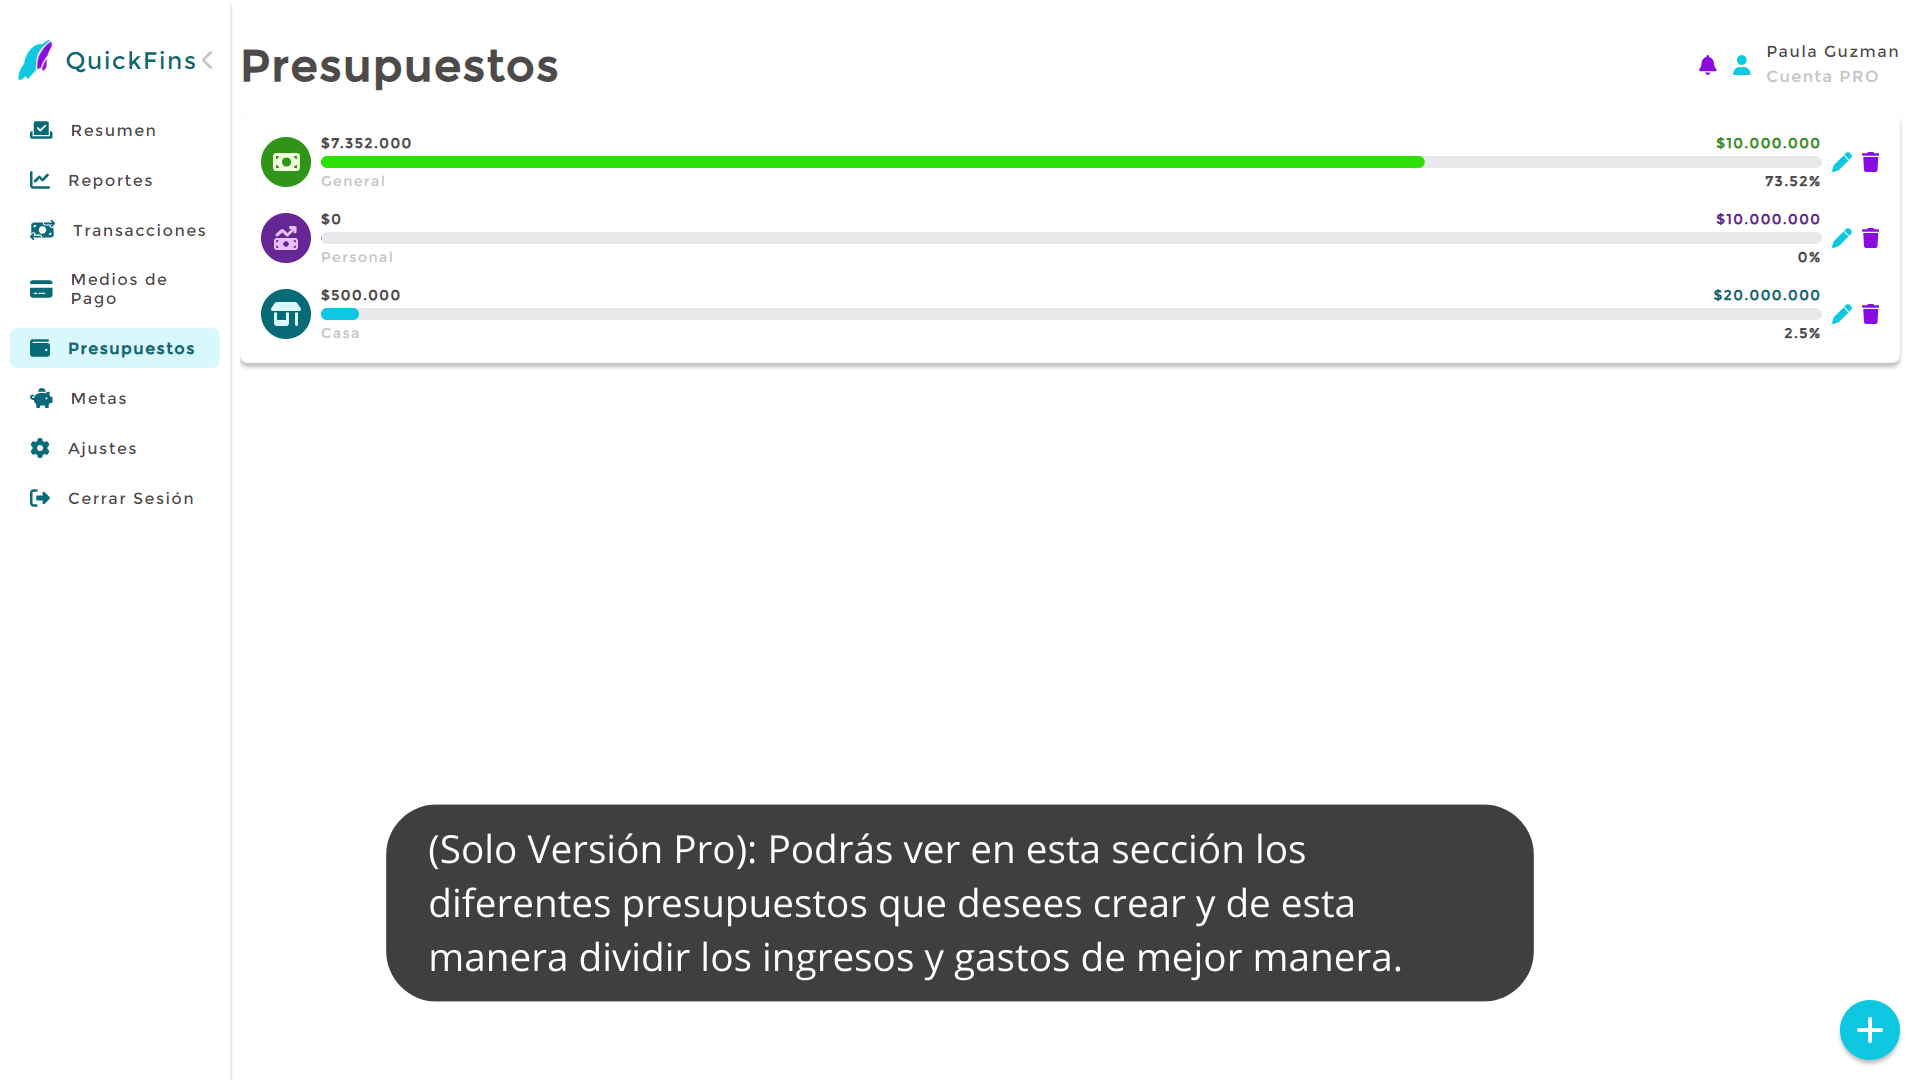 QuickFins
Resumen
Reportes
Transacciones
Medios de
Pago
Presupuestos
Metas
Ajustes
Cerrar Sesión
Presupuestos
Paula Guzman
Cuenta PRO
$7.352.000
$10.000.000
General
73.52%
$0
$10.000.000
Personal
0%
$500.000
$20.000.000
Casa
2.5%
(Solo Versión Pro): Podrás ver en esta sección los
diferentes presupuestos que desees crear y de esta
manera dividir los ingresos y gastos de mejor manera.